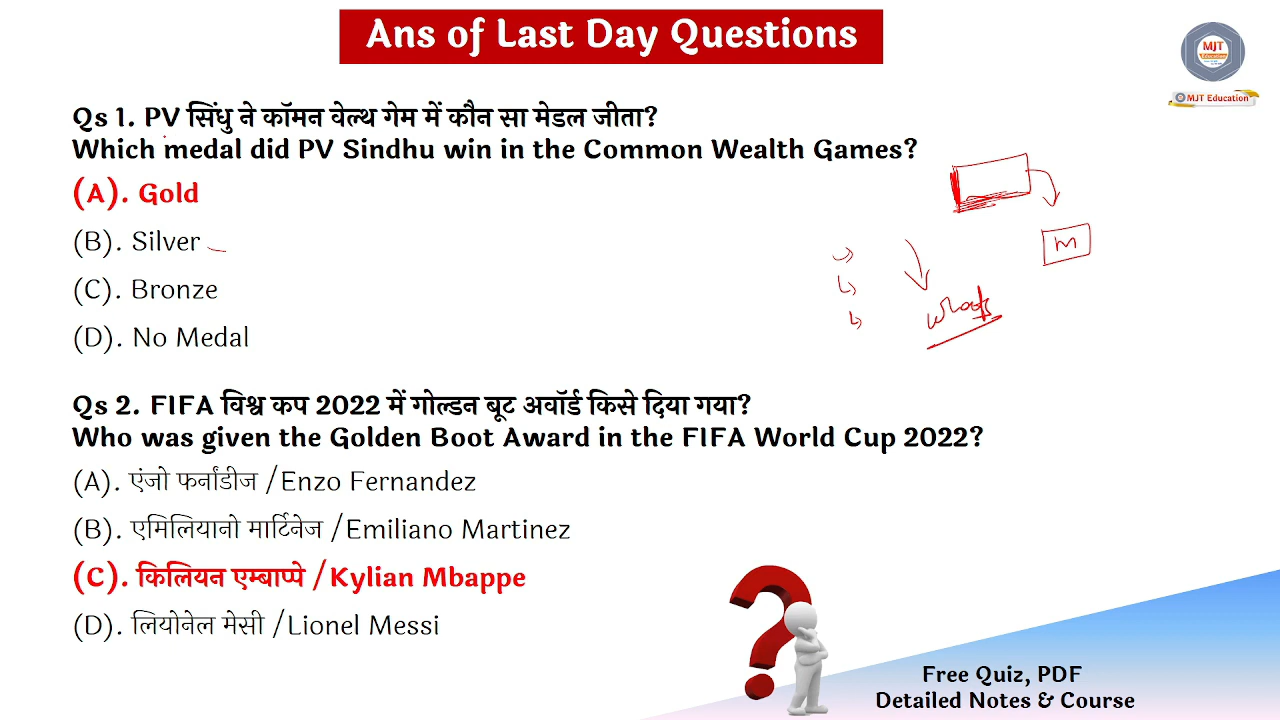 Ans of Last Day Questions
MJT
Education
MJT Education
Qs 1. PV सिंधु ने कॉमन वेल्थ गेम में कौन सा मेडल जीता?
Which medal did PV Sindhu win in the Common Wealth Games?
(A). Gold
(B). Silver
(C). Bronze
(D). No Medal
M
Qs 2. FIFA विश्व कप 2022 में गोल्डन बूट अवॉर्ड किसे दिया गया?
Who was given the Golden Boot Award in the FIFA World Cup 2022?
(A). एंजो फर्नांडीज /Enzo Fernandez
(B). एमिलियानो मार्टिनेज /Emiliano Martinez
(C). किलियन एम्बाप्पे /Kylian Mbappe
(D). लियोनेल मेसी /Lionel Messi
Free Quiz, PDF
Detailed Notes & Course